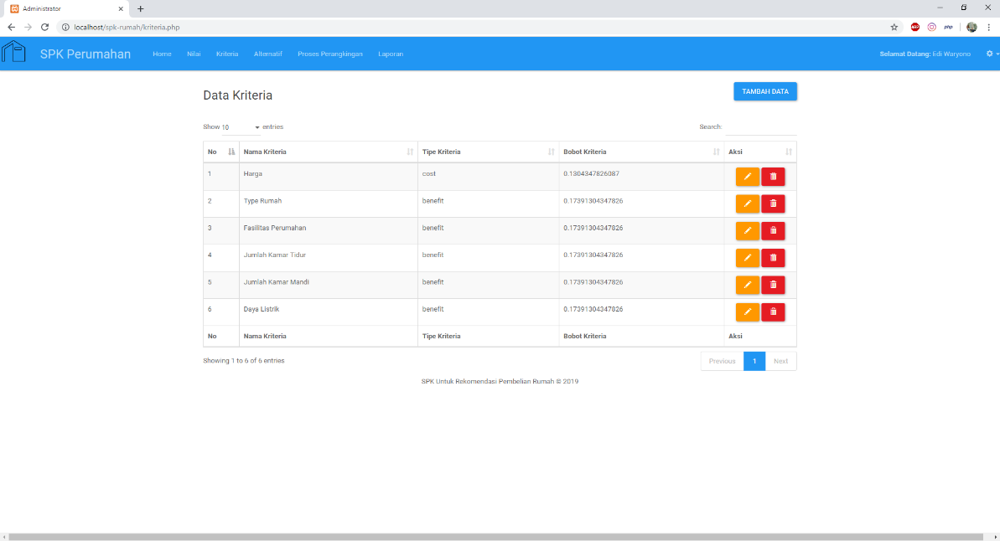 Administrator
localhost/spk-rumah/kriteria.php
ABP
php
SPK Perumahan Home Nilai Kriteria Alternatif Proses Perangkingan Laporan Selamat Datang: Edi Waryono
Data Kriteria
TAMBAH DATA
Show 10 entries
Search:
No Nama Kriteria Tipe Kriteria Bobot Kriteria Aksi
1 Harga cost 0.1304347826087
2 Type Rumah benefit 0.17391304347826
3 Fasilitas Perumahan benefit 0.17391304347826
4 Jumlah Kamar Tidur benefit 0.17391304347826
5 Jumlah Kamar Mandi benefit 0.17391304347826
6 Daya Listrik benefit 0.17391304347826
No Nama Kriteria Tipe Kriteria Bobot Kriteria Aksi
Showing 1 to 6 of 6 entries
Previous 1 Next
SPK Untuk Rekomendasi Pembelian Rumah © 2019